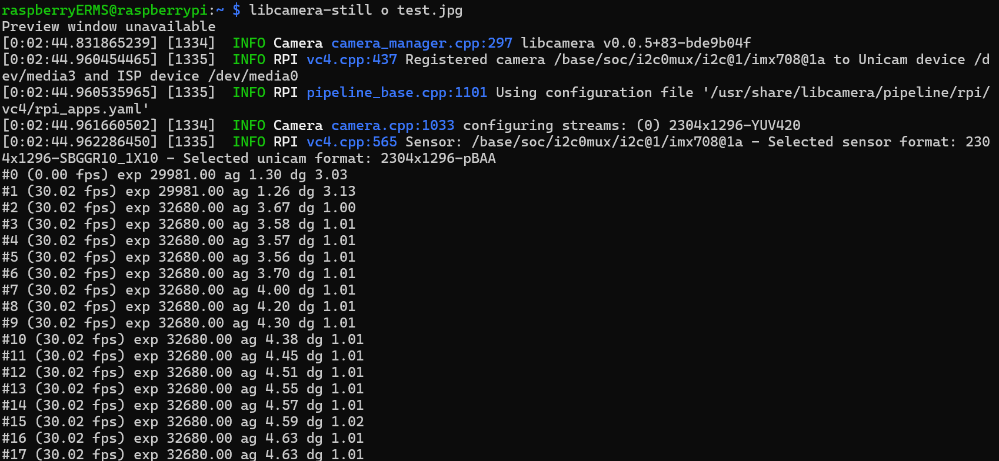 raspberryERMS@raspberrypi:~ $ libcamera-still o test.jpg
Preview window unavailable
[0:02:44.831865239] [1334]  INFO Camera camera_manager.cpp:297 libcamera v0.0.5+83-bde9b04f
[0:02:44.960454465] [1335]  INFO RPI vc4.cpp:437 Registered camera /base/soc/i2c0mux/i2c@1/imx708@1a to Unicam device /d
ev/media3 and ISP device /dev/media0
[0:02:44.960535965] [1335]  INFO RPI pipeline_base.cpp:1101 Using configuration file '/usr/share/libcamera/pipeline/rpi/
vc4/rpi_apps.yaml'
[0:02:44.961660502] [1334]  INFO Camera camera.cpp:1033 configuring streams: (0) 2304x1296-YUV420
[0:02:44.962286450] [1335]  INFO RPI vc4.cpp:565 Sensor: /base/soc/i2c0mux/i2c@1/imx708@1a - Selected sensor format: 230
4x1296-SBGGR10_1X10 - Selected unicam format: 2304x1296-pBAA
#0 (0.00 fps) exp 29981.00 ag 1.30 dg 3.03
#1 (30.02 fps) exp 29981.00 ag 1.26 dg 3.13
#2 (30.02 fps) exp 32680.00 ag 3.67 dg 1.00
#3 (30.02 fps) exp 32680.00 ag 3.58 dg 1.01
#4 (30.02 fps) exp 32680.00 ag 3.57 dg 1.01
#5 (30.02 fps) exp 32680.00 ag 3.56 dg 1.01
#6 (30.02 fps) exp 32680.00 ag 3.70 dg 1.01
#7 (30.02 fps) exp 32680.00 ag 4.00 dg 1.01
#8 (30.02 fps) exp 32680.00 ag 4.20 dg 1.01
#9 (30.02 fps) exp 32680.00 ag 4.30 dg 1.01
#10 (30.02 fps) exp 32680.00 ag 4.38 dg 1.01
#11 (30.02 fps) exp 32680.00 ag 4.45 dg 1.01
#12 (30.02 fps) exp 32680.00 ag 4.51 dg 1.01
#13 (30.02 fps) exp 32680.00 ag 4.55 dg 1.01
#14 (30.02 fps) exp 32680.00 ag 4.57 dg 1.01
#15 (30.02 fps) exp 32680.00 ag 4.59 dg 1.02
#16 (30.02 fps) exp 32680.00 ag 4.63 dg 1.01
#17 (30.02 fps) exp 32680.00 ag 4.63 dg 1.01